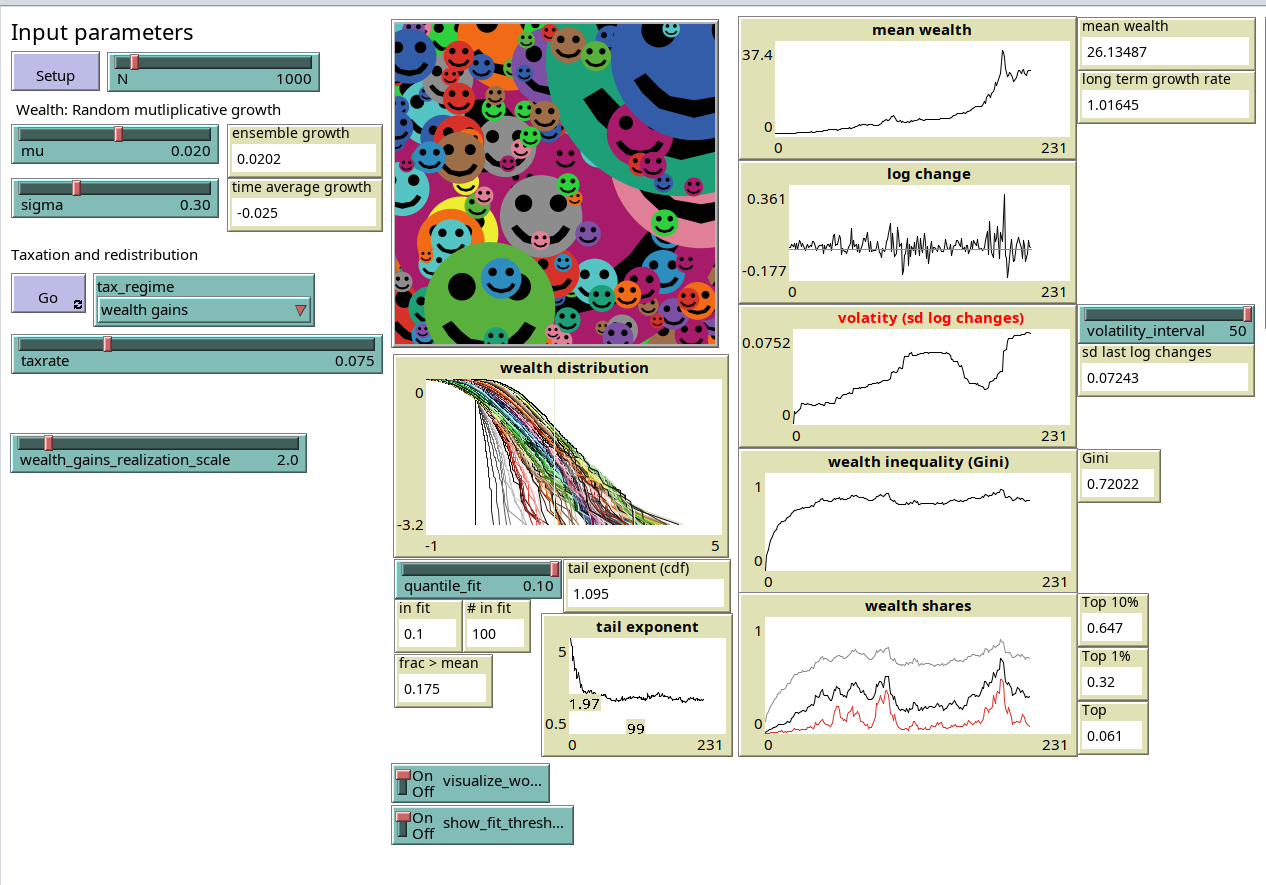 Input parameters
Setup
N 1000
Wealth: Random mutliplicative growth
mu 0.020
ensemble growth
0.0202
sigma 0.30
time average growth
-0.025
Taxation and redistribution
Go
tax_regime
wealth gains
taxrate 0.075
wealth_gains_realization_scale 2.0
wealth distribution
0
-3.2
-1 5
quantile_fit 0.10
tail exponent (cdf)
1.095
in fit
0.1
# in fit
100
frac > mean
0.175
tail exponent
5
1.97
0.5
99
0 231
On
Off
visualize_wo...
On
Off
show_fit_thresh...
mean wealth
37.4
0
0 231
mean wealth
26.13487
long term growth rate
1.01645
log change
0.361
-0.177
0 231
volatity (sd log changes)
0.0752
0
0 231
volatility_interval 50
sd last log changes
0.07243
wealth inequality (Gini)
1
0
0 231
Gini
0.72022
wealth shares
1
0
0 231
Top 10%
0.647
Top 1%
0.32
Top
0.061